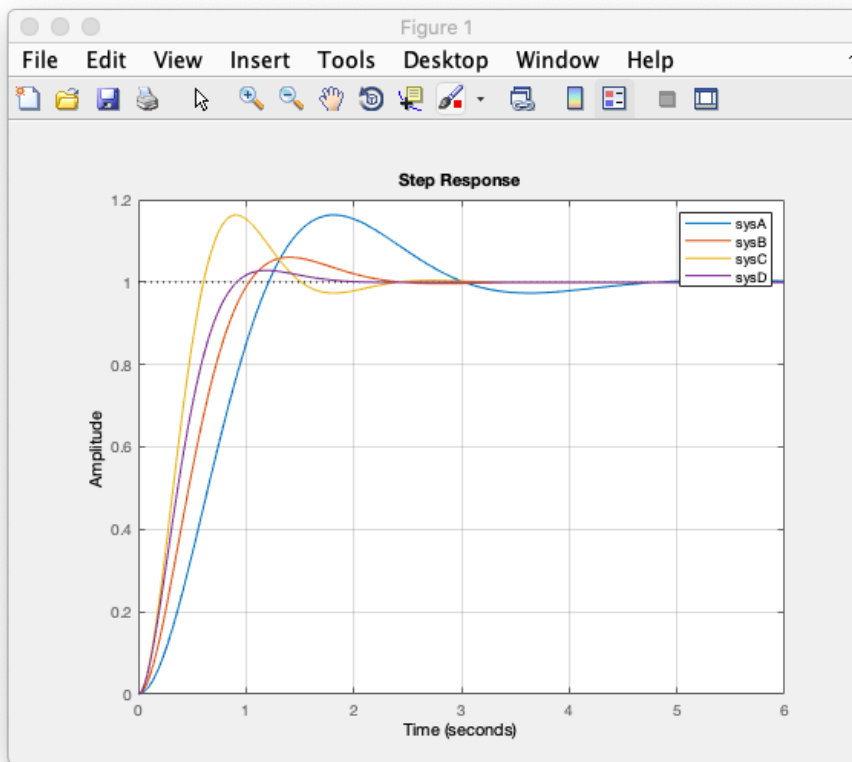 Figure 1
File Edit View Insert Tools Desktop Window Help
Step Response
1.2
1
0.8
0.6
0.4
0.2
0
Amplitude
sysA
sysB
sysC
sysD
0 1 2 3 4 5 6
Time (seconds)